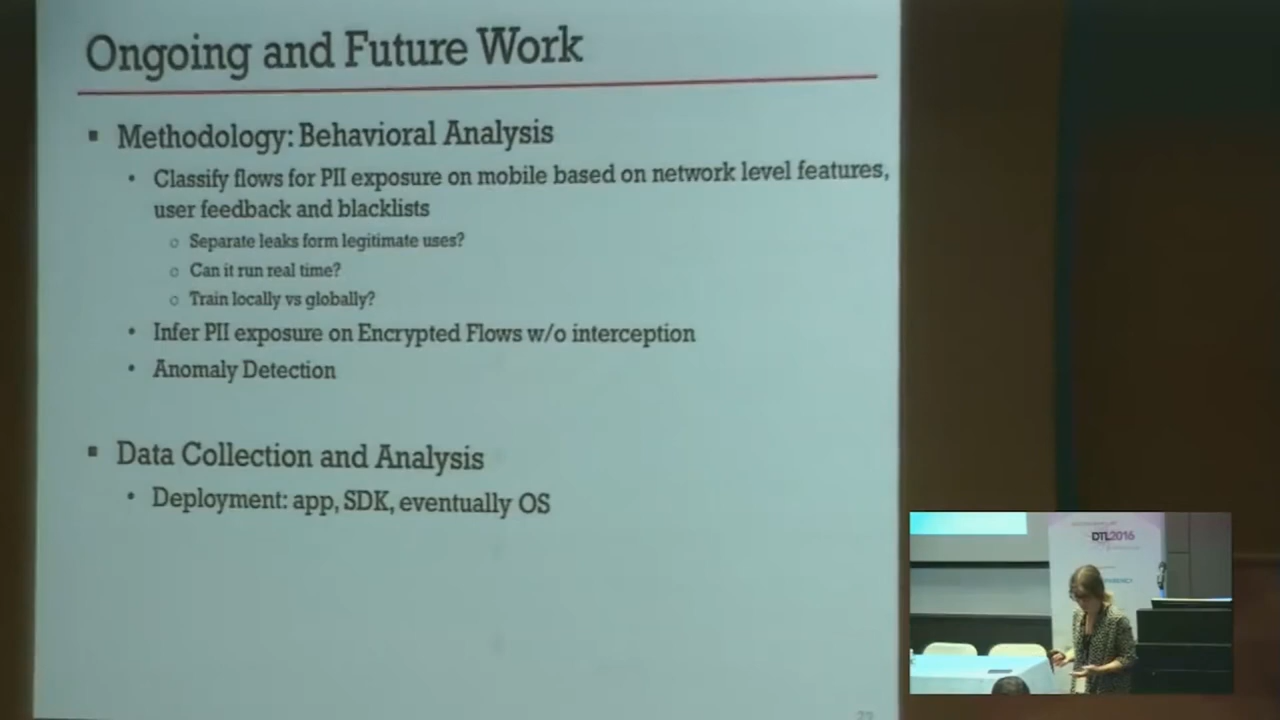 Ongoing and Future Work
▪ Methodology: Behavioral Analysis
• Classify flows for PII exposure on mobile based on network level features,
user feedback and blacklists
○ Separate leaks form legitimate uses?
○ Can it run real time?
○ Train locally vs globally?
• Infer PII exposure on Encrypted Flows w/o interception
• Anomaly Detection
▪ Data Collection and Analysis
• Deployment: app, SDK, eventually OS
DTL2016